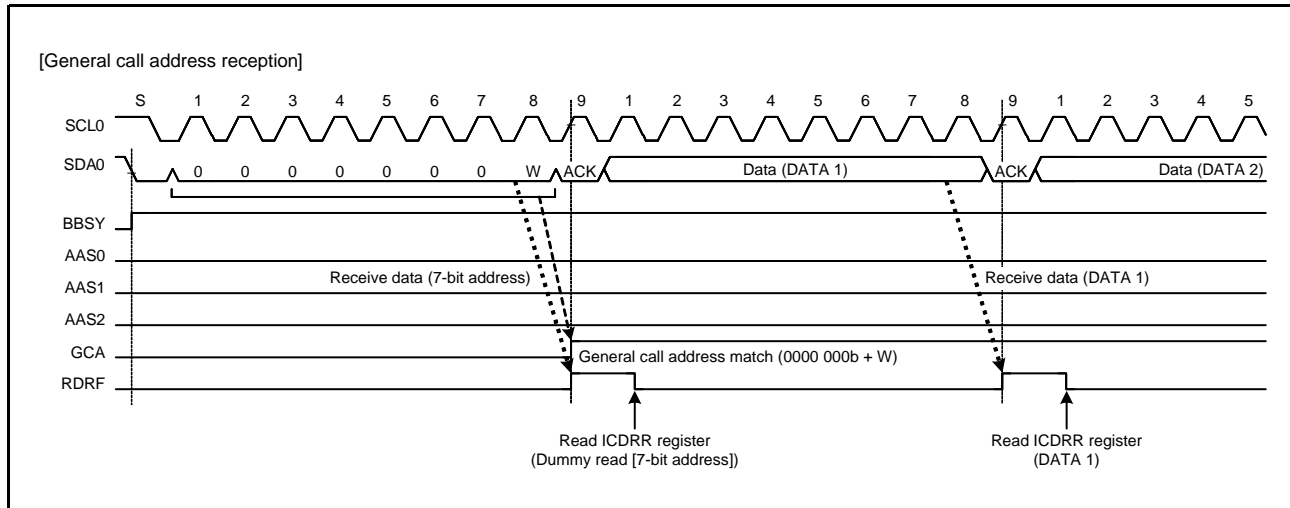 [General call address reception]
S 1 2 3 4 5 6 7 8 9 1 2 3 4 5 6 7 8 9 1 2 3 4 5
SCL0
SDA0 0 0 0 0 0 0 0 W ACK Data (DATA 1) ACK Data (DATA 2)
BBSY
AAS0
Receive data (7-bit address) Receive data (DATA 1)
AAS1
AAS2
GCA General call address match (0000 000b + W)
RDRF
Read ICDRR register Read ICDRR register
(Dummy read [7-bit address]) (DATA 1)